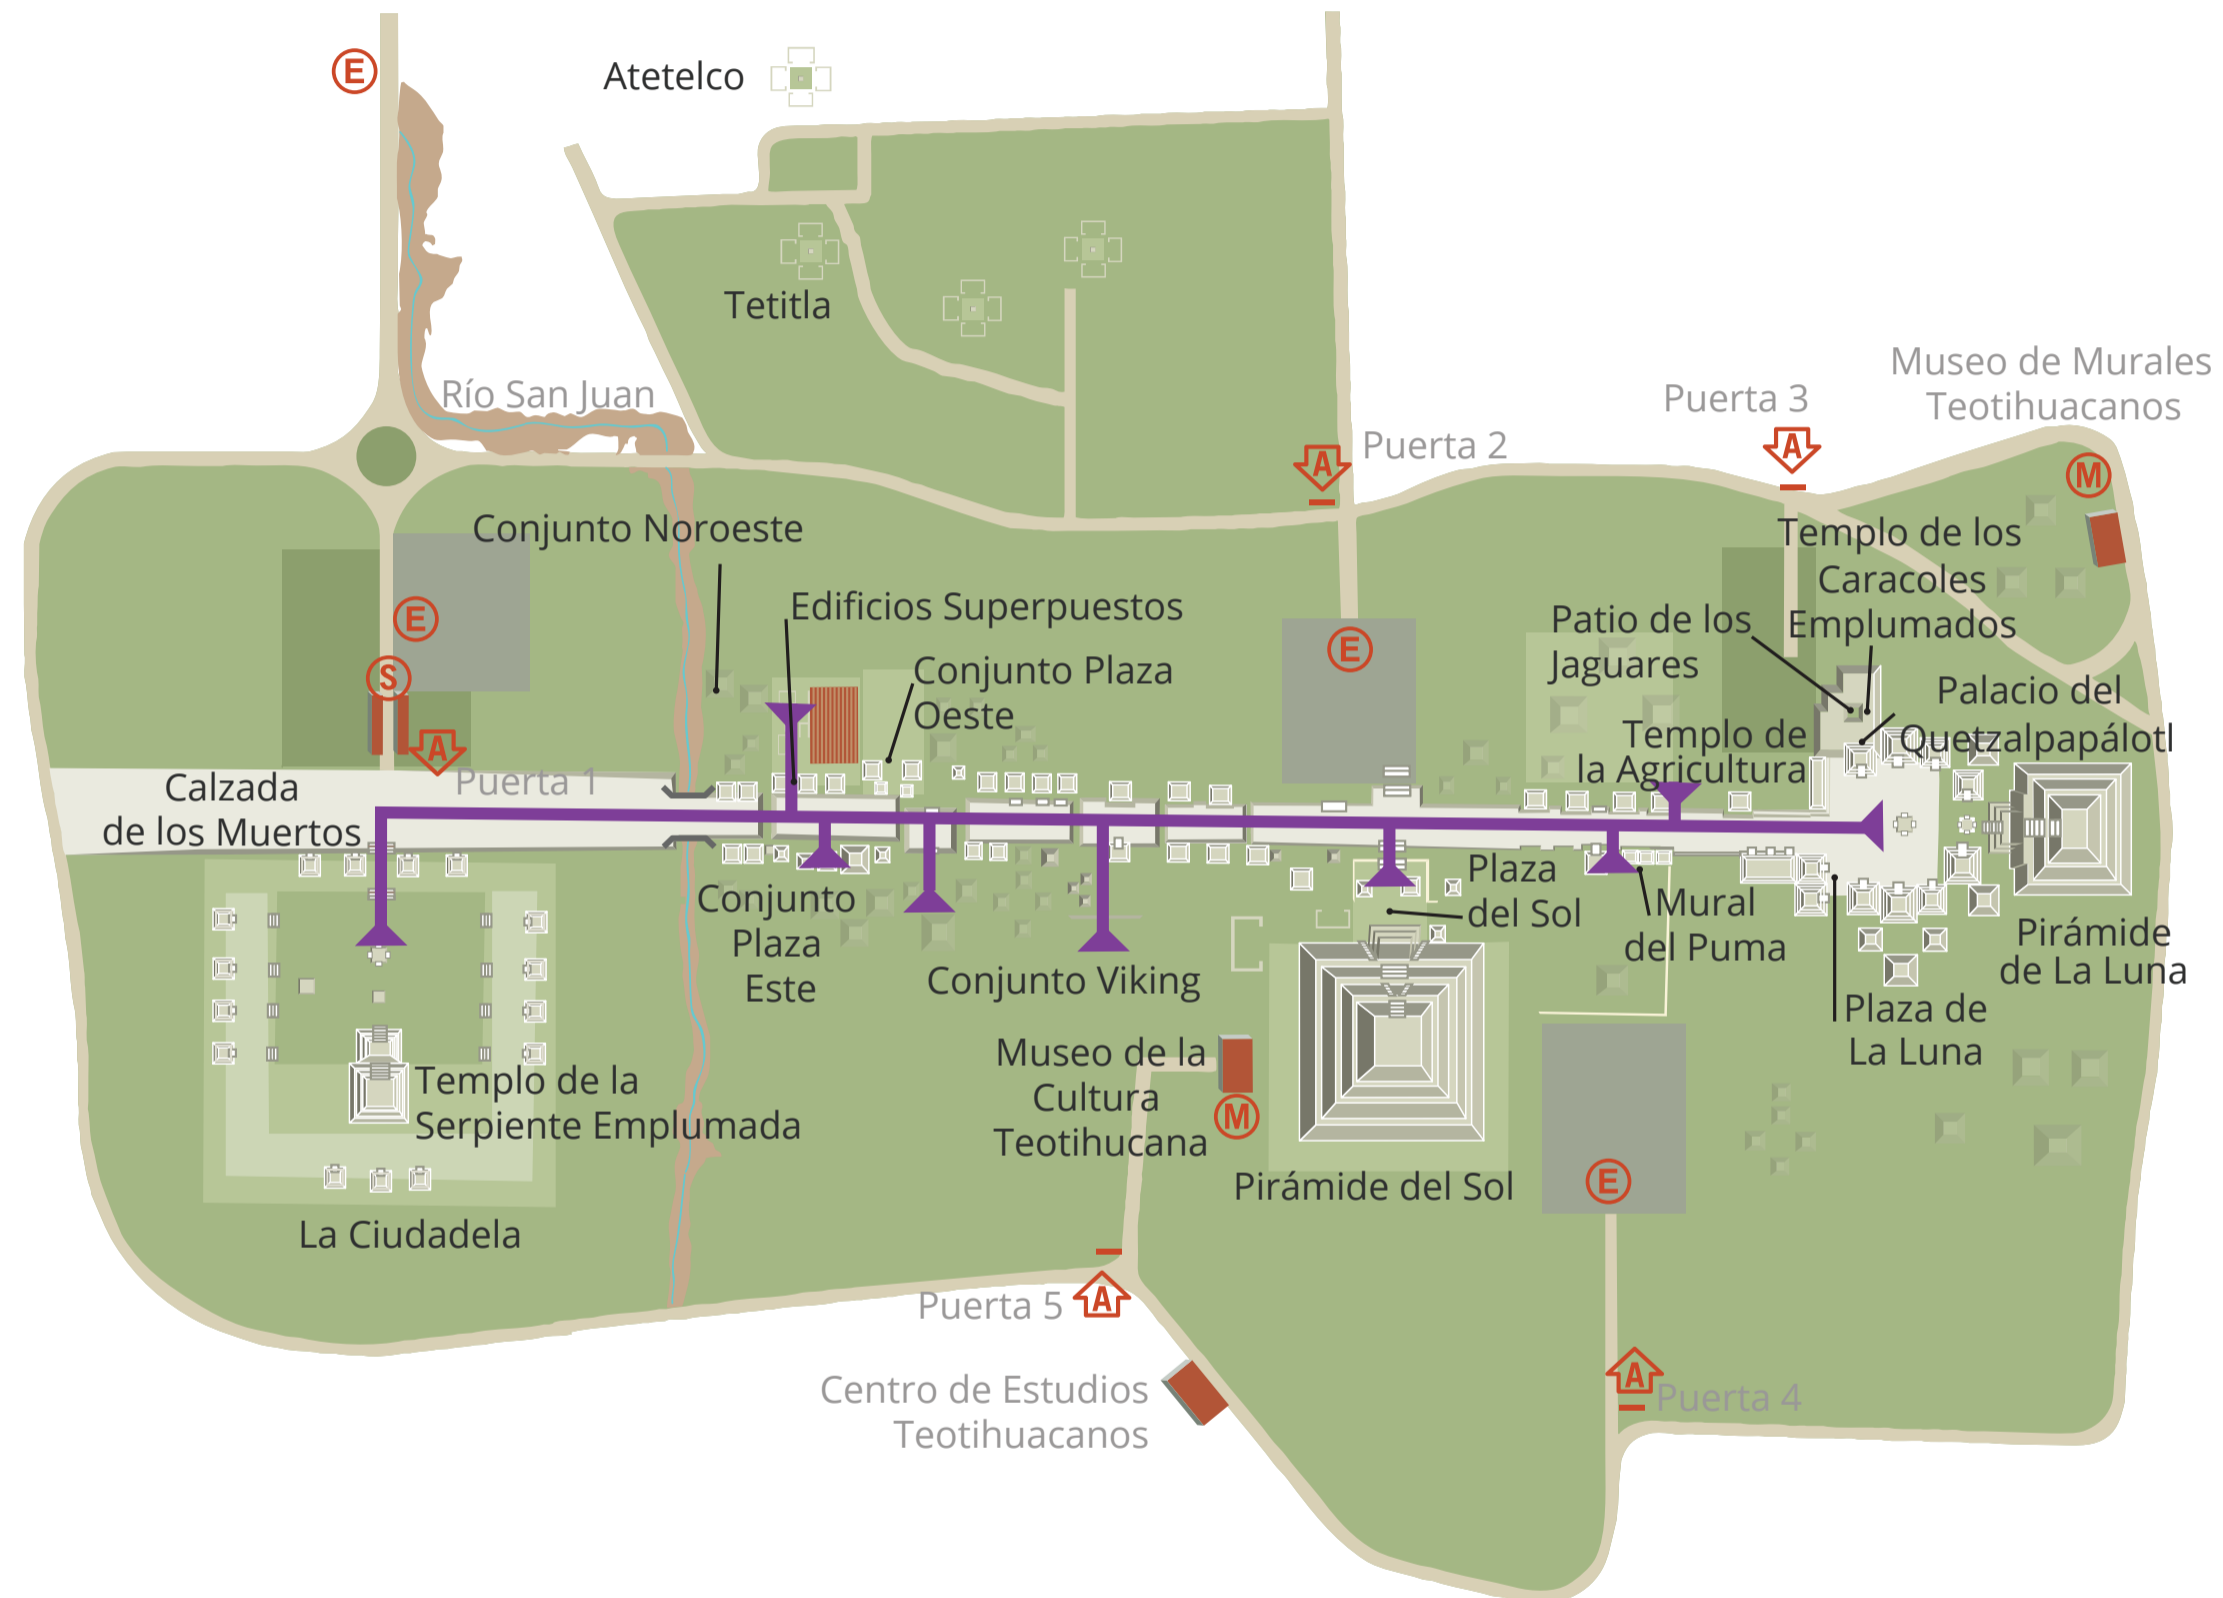 E
Atetelco
Tetitla
Río San Juan
Museo de Murales
Teotihuacanos
M
Puerta 3
A
Puerta 2
A
Conjunto Noroeste
Templo de los
Caracoles
Emplumados
Edificios Superpuestos
Patio de los
Jaguares
E
E
S
Conjunto Plaza
Oeste
Palacio del
Quetzalpapálotl
Templo de
la Agricultura
A
Puerta 1
Calzada
de los Muertos
Plaza
del Sol
Conjunto
Plaza
Este
Mural
del Puma
Pirámide
de La Luna
Conjunto Viking
Plaza de
La Luna
Museo de la
Cultura
Teotihucana
M
Templo de la
Serpiente Emplumada
Pirámide del Sol
E
La Ciudadela
Puerta 5
A
A
Puerta 4
Centro de Estudios
Teotihuacanos